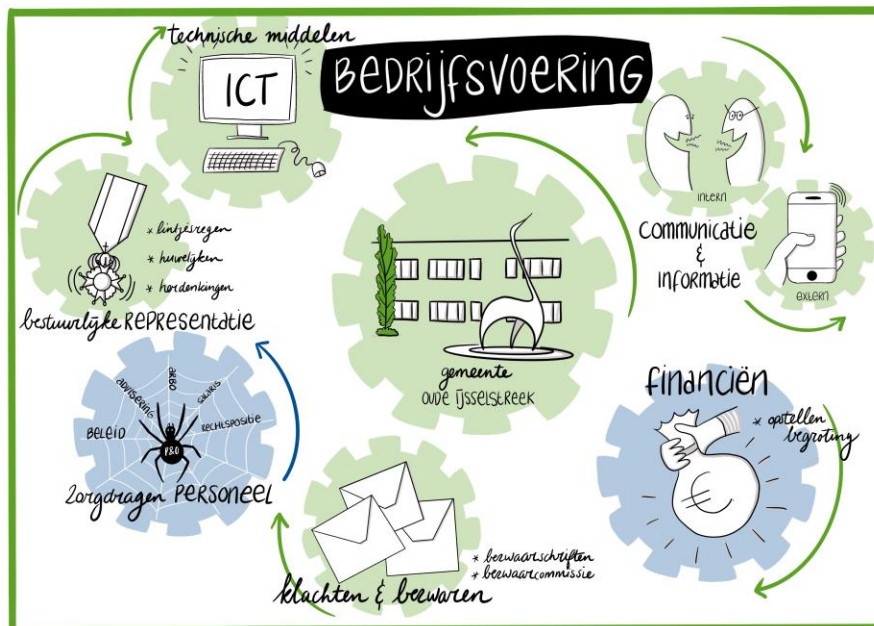 technische middelen
ICT
BEDRIJFSVOERING
INTERN
COMMUNICATIE
&
INFORMATIE
EXTERN
* lintjesregen
* huwelijken
* herdenkingen
bestuurlijke REPRESENTATIE
gemeente
OUDE IJSSELSTREEK
FINANCIËN
* opstellen
begroting
BELEID
ADVISERING
ARBO
SALARIS
RECHTSPOSITIE
P&O
Zorgdragen PERSONEEL
* bezwaarschriften
* bezwaarcommissie
klachten & bezwaren